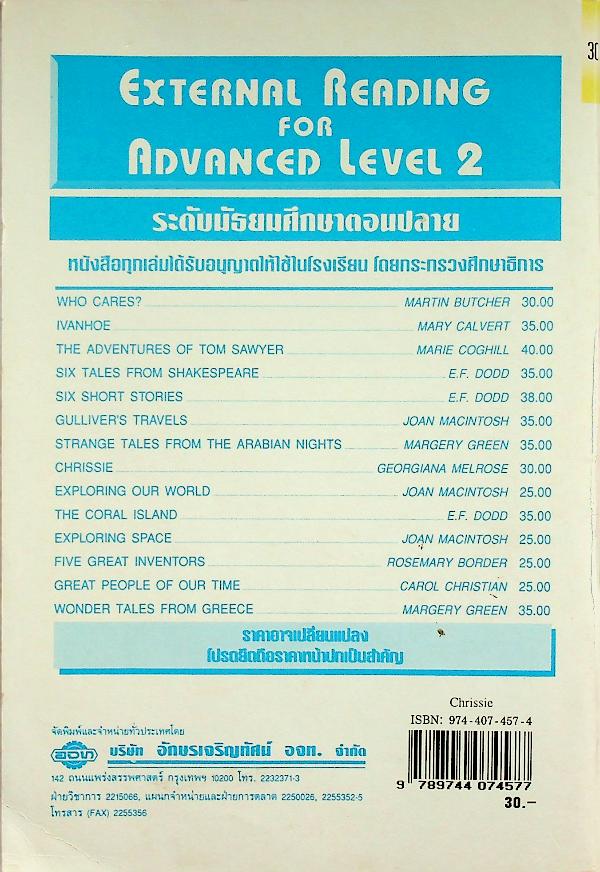 30
EXTERNAL READING
FOR
ADVANCED LEVEL 2
ระดับมัธยมศึกษาตอนปลาย
หนังสือทุกเล่มได้รับอนุญาตให้ใช้ในโรงเรียน โดยกระทรวงศึกษาธิการ
WHO CARES? MARTIN BUTCHER 30.00
IVANHOE MARY CALVERT 35.00
THE ADVENTURES OF TOM SAWYER MARIE COGHILL 40.00
SIX TALES FROM SHAKESPEARE E.F. DODD 35.00
SIX SHORT STORIES E.F. DODD 38.00
GULLIVER'S TRAVELS JOAN MACINTOSH 35.00
STRANGE TALES FROM THE ARABIAN NIGHTS MARGERY GREEN 35.00
CHRISSIE GEORGIANA MELROSE 30.00
EXPLORING OUR WORLD JOAN MACINTOSH 25.00
THE CORAL ISLAND E.F. DODD 35.00
EXPLORING SPACE JOAN MACINTOSH 25.00
FIVE GREAT INVENTORS ROSEMARY BORDER 25.00
GREAT PEOPLE OF OUR TIME CAROL CHRISTIAN 25.00
WONDER TALES FROM GREECE MARGERY GREEN 35.00
ราคาอาจเปลี่ยนแปลง
โปรดยึดถือราคาหน้าปกเป็นสำคัญ
จัดพิมพ์และจำหน่ายทั่วประเทศโดย
อจท บริษัท อักษรเจริญทัศน์ อจท. จำกัด
142 ถนนแพร่งสรรพศาสตร์ กรุงเทพฯ 10200 โทร. 2232371-3
ฝ่ายวิชาการ 2215066, แผนกจำหน่ายและฝ่ายการตลาด 2250026, 2255352-5
โทรสาร (FAX) 2255356
Chrissie
ISBN: 974-407-457-4
9 789744 074577
30.–